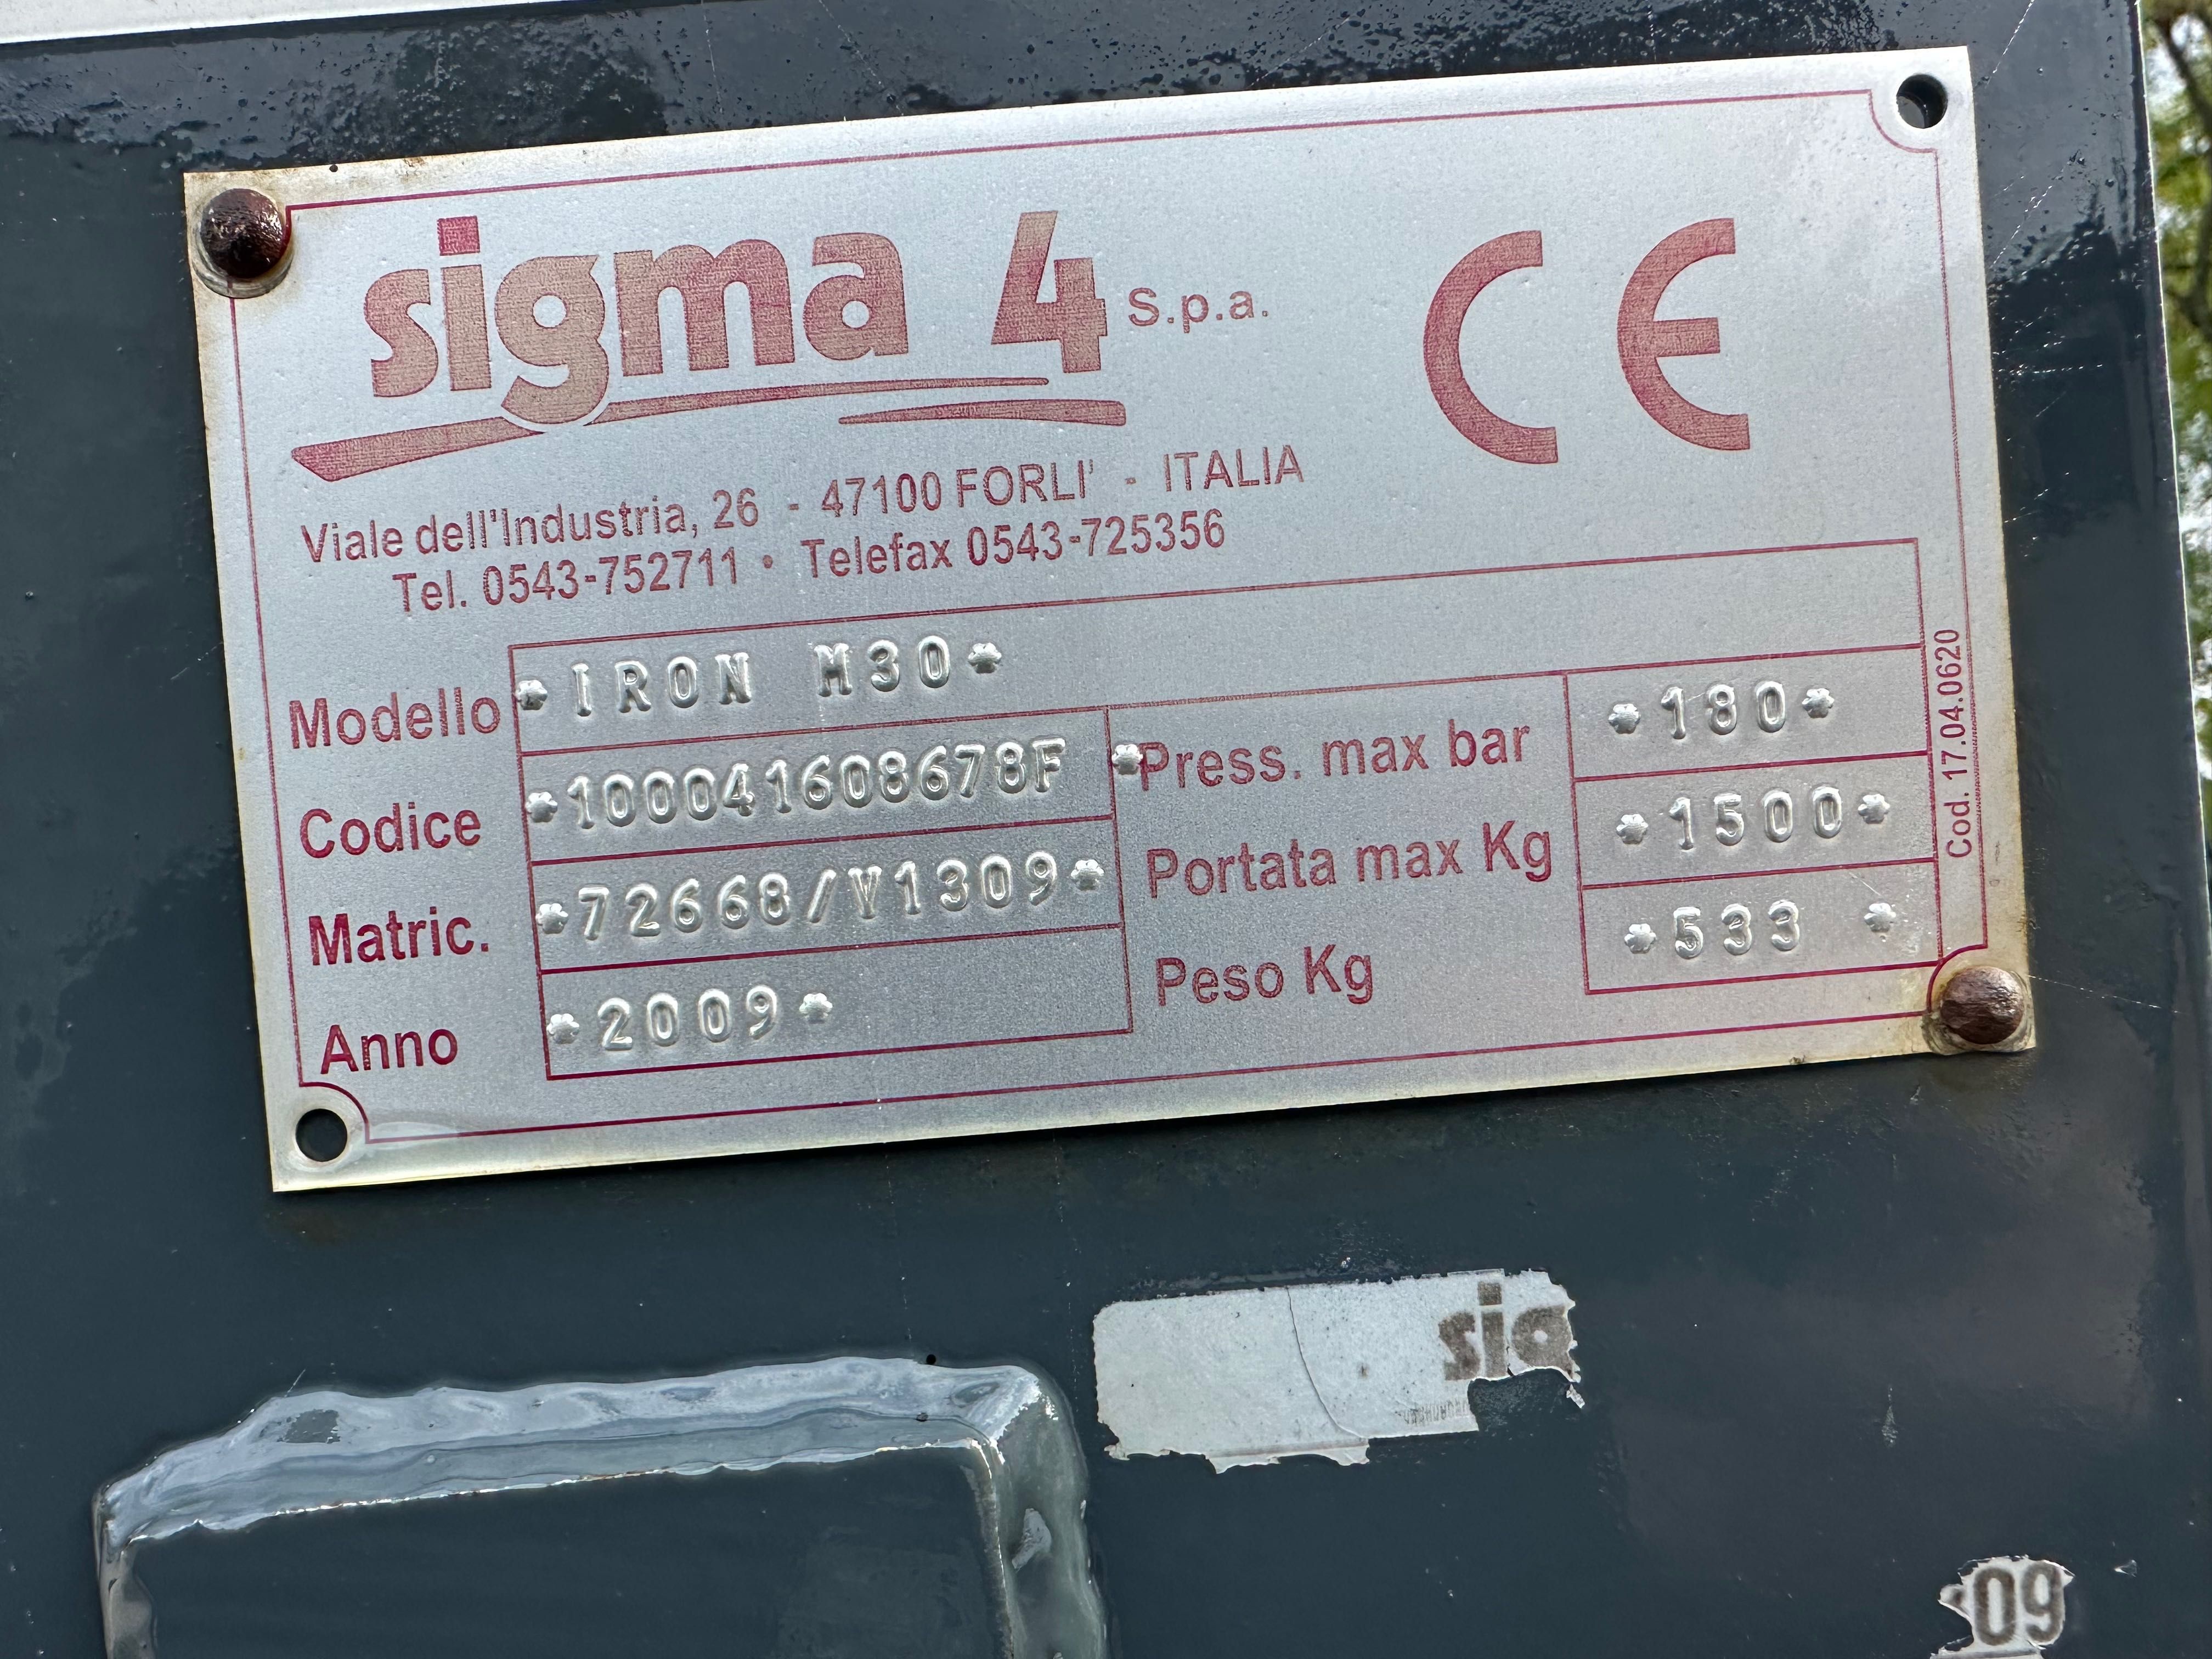 sigma 4 S.p.a.
CE
Viale dell'Industria, 26 - 47100 FORLI' - ITALIA
Tel. 0543-752711 • Telefax 0543-725356
Modello *IRON M30*
Codice *100041608678F *
Matric. *72668/V1309*
Anno *2009*
Press. max bar *180*
Portata max Kg *1500*
Peso Kg *533 *
Cod. 17.04.0620
sig
09